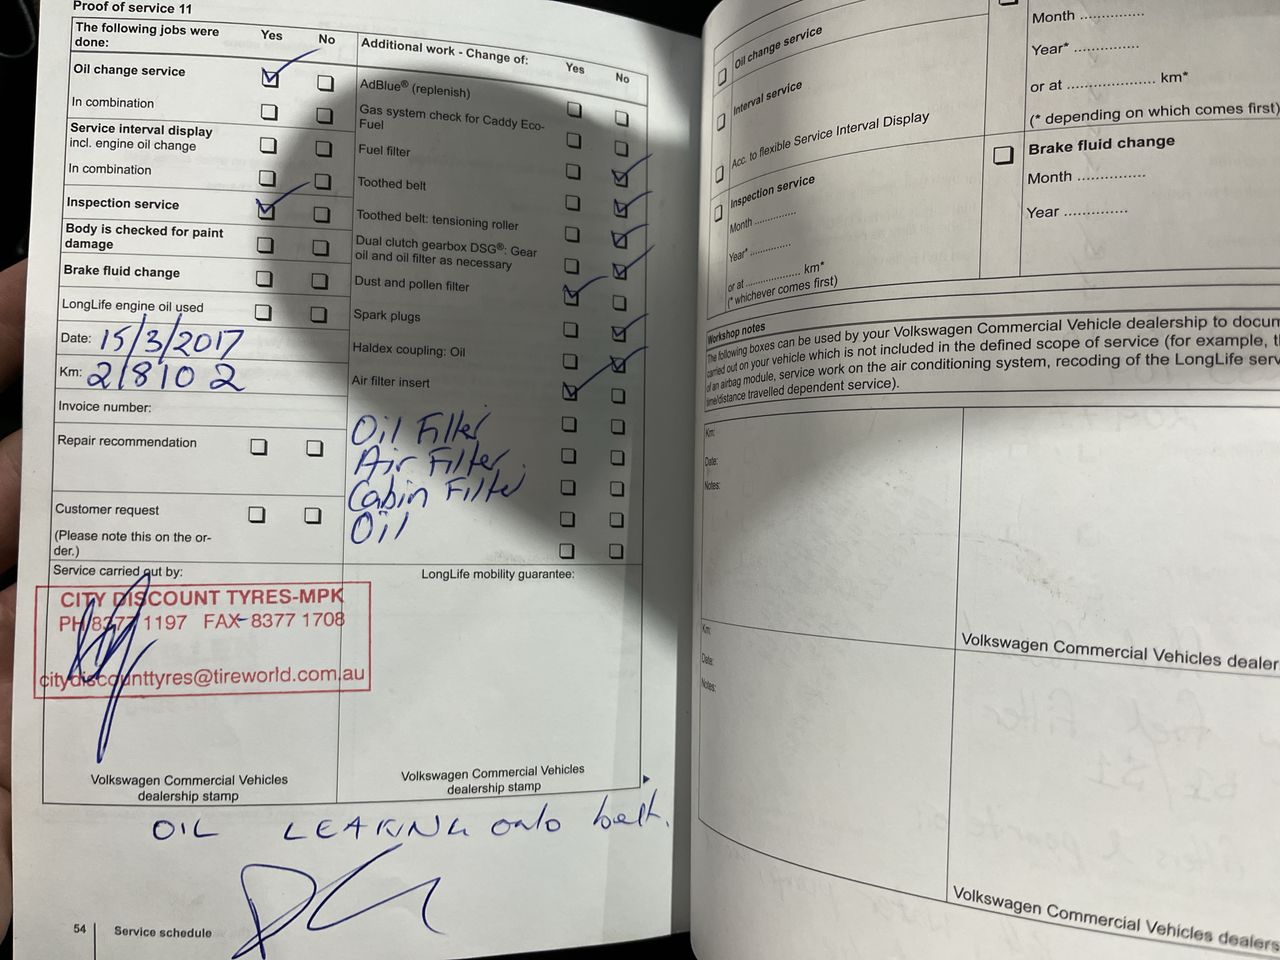 Proof of service 11
The following jobs were
done:
Yes
No
Oil change service
In combination
Service interval display
incl. engine oil change
In combination
Inspection service
Body is checked for paint
damage
Brake fluid change
LongLife engine oil used
Date: 15/3/2017
Km: 218102
Invoice number:
Repair recommendation
Customer request
(Please note this on the or-
der.)
Service carried out by:
CITY DISCOUNT TYRES-MPK
PH 8377 1197 FAX- 8377 1708
citydiscounttyres@tireworld.com.au
Volkswagen Commercial Vehicles
dealership stamp
Additional work - Change of:
Yes
No
AdBlue® (replenish)
Gas system check for Caddy Eco-
Fuel
Fuel filter
Toothed belt
Toothed belt: tensioning roller
Dual clutch gearbox DSG®: Gear
oil and oil filter as necessary
Dust and pollen filter
Spark plugs
Haldex coupling: Oil
Air filter insert
Oil Filter
Air Filter
Cabin Filter
Oil
LongLife mobility guarantee:
Volkswagen Commercial Vehicles
dealership stamp
OIL LEAKING onto belt.
54
Service schedule
Oil change service
Interval service
Acc. to flexible Service Interval Display
Inspection service
Month ............
Year* ............
or at ................ km*
(* whichever comes first)
Month ..............
Year* ..............
or at ................... km*
(* depending on which comes first)
Brake fluid change
Month ..............
Year ..............
Workshop notes
The following boxes can be used by your Volkswagen Commercial Vehicle dealership to
carried out on your vehicle which is not included in the defined scope of service (for example,
of an airbag module, service work on the air conditioning system, recoding of the LongLife
time/distance travelled dependent service).
Km:
Date:
Notes:
Volkswagen Commercial Vehicles
Km:
Date:
Notes:
Volkswagen Commercial Vehicles